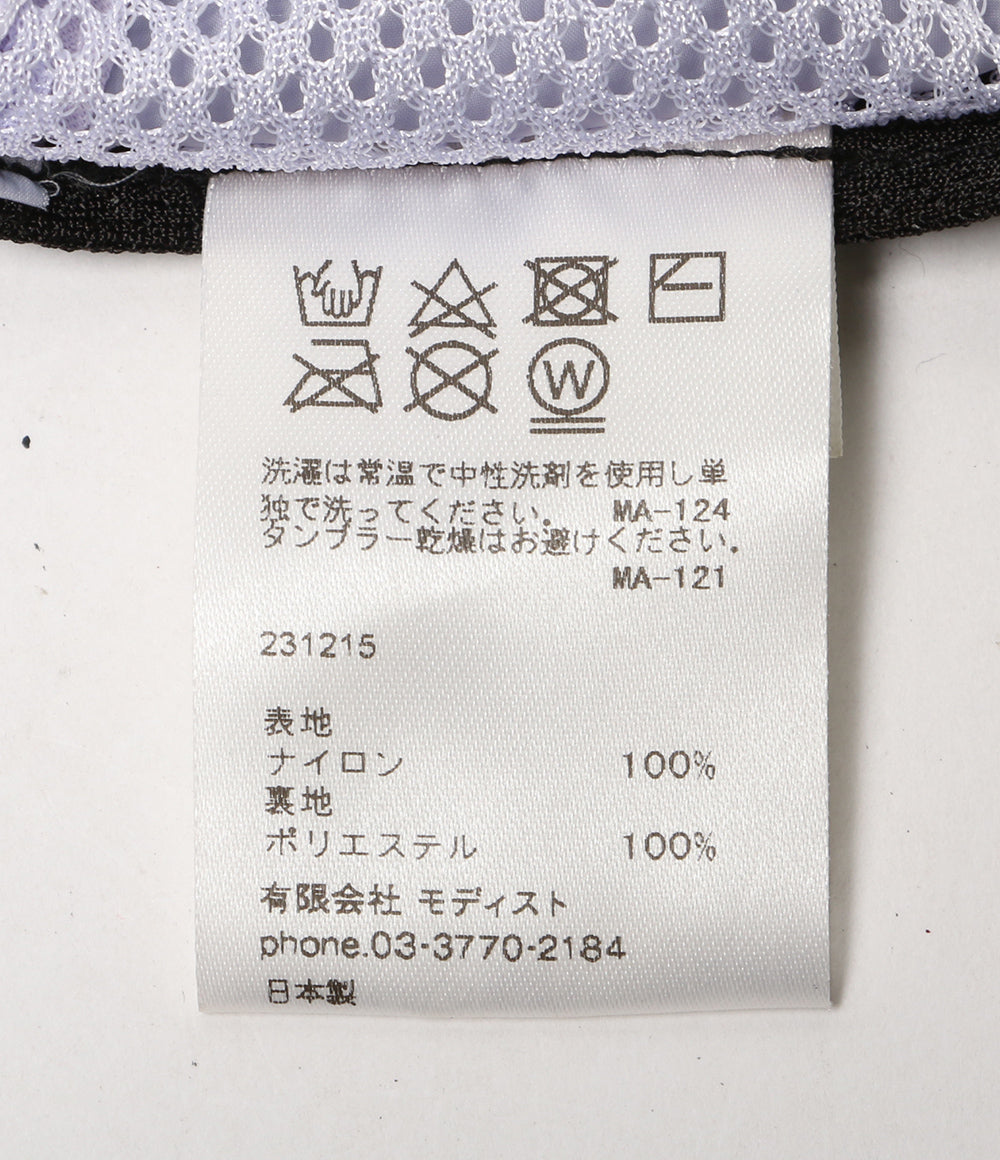 W
洗濯は常温で中性洗剤を使用し単
独で洗ってください。 MA-124
タンブラー乾燥はお避けください。
MA-121
231215
表地
ナイロン 100%
裏地
ポリエステル 100%
有限会社 モディスト
phone.03-3770-2184
日本製